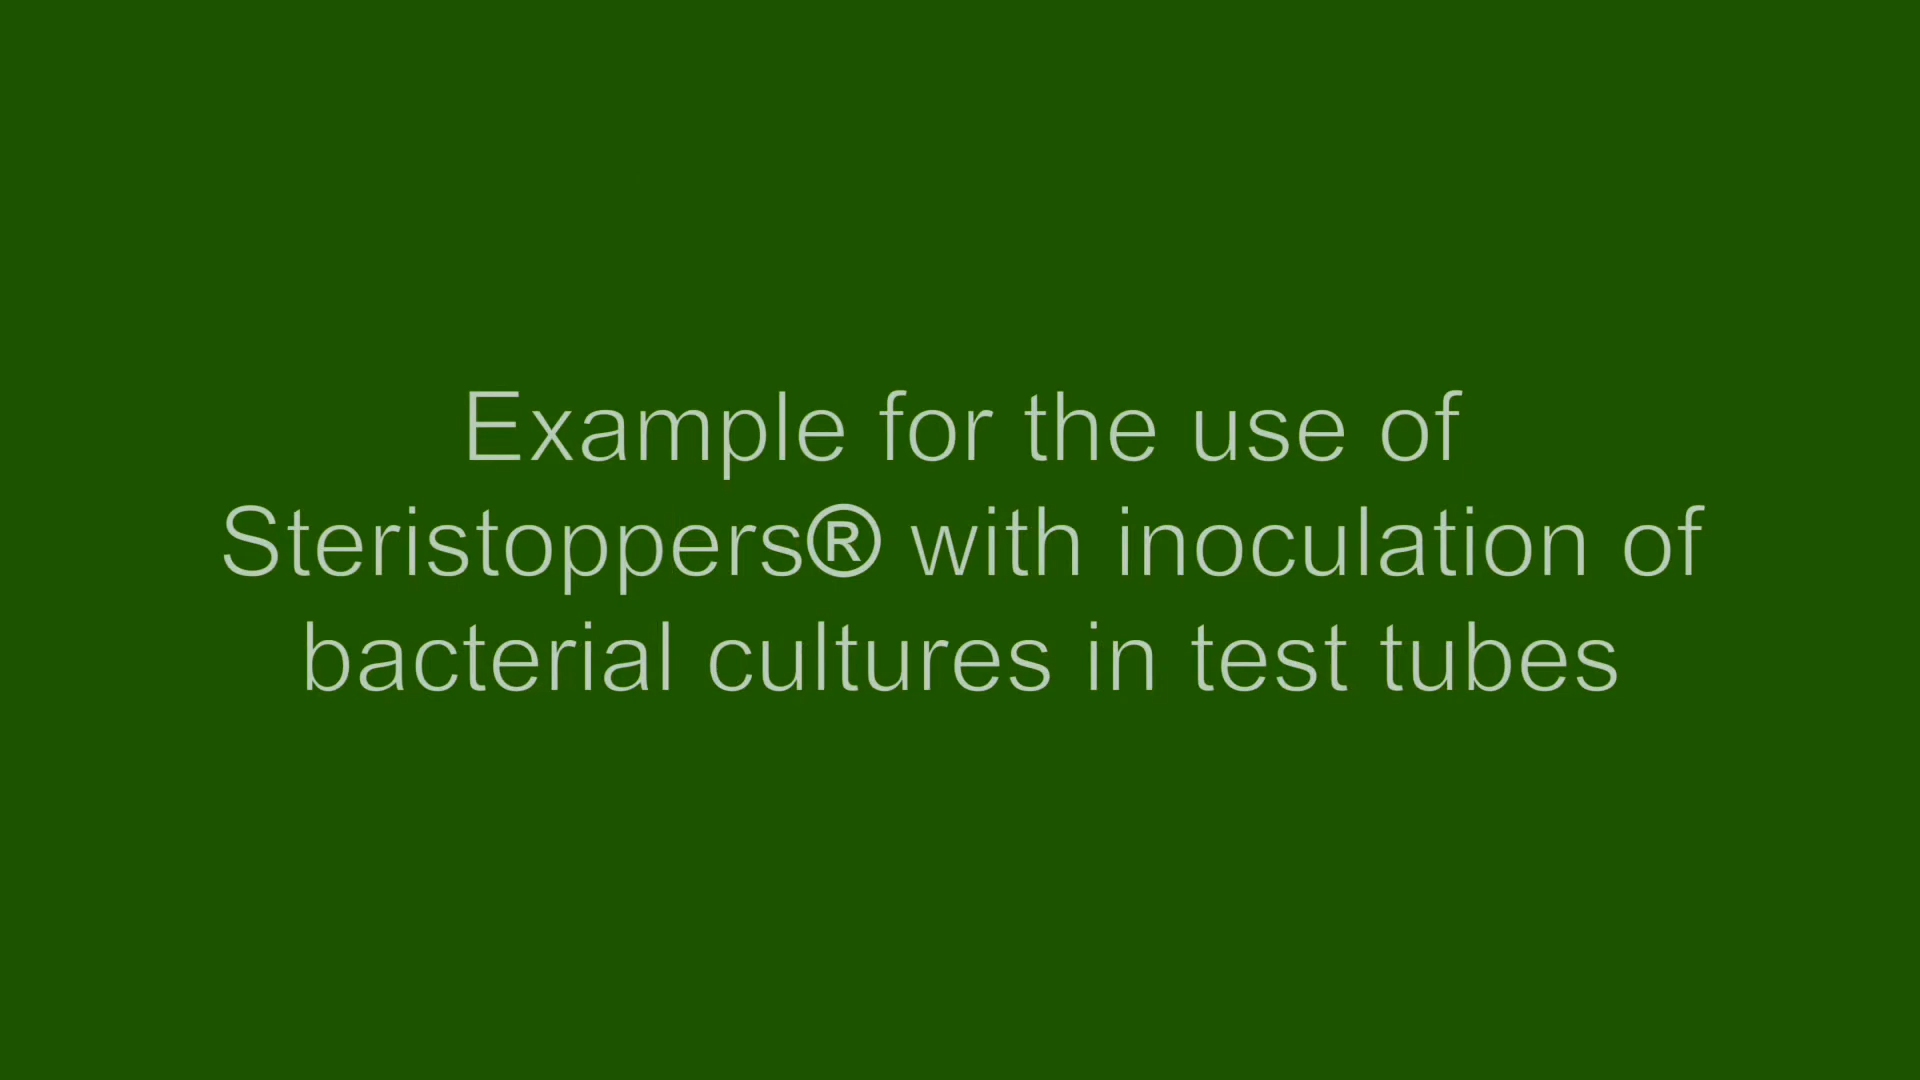 Example for the use of
Steristoppers® with inoculation of
bacterial cultures in test tubes